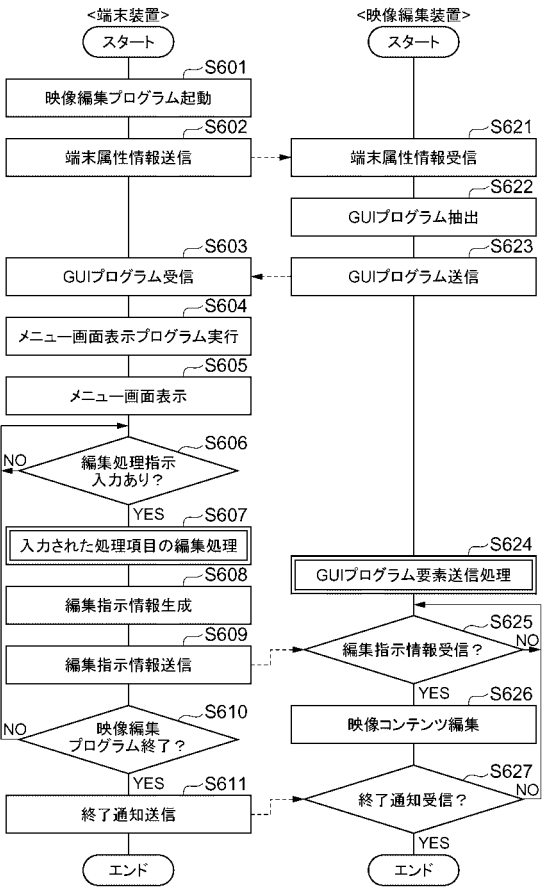 <端末装置>
スタート
S601
映像編集プログラム起動
S602
端末属性情報送信
S603
GUIプログラム受信
S604
メニュー画面表示プログラム実行
S605
メニュー画面表示
S606
編集処理指示
入力あり？
NO
YES
S607
入力された処理項目の編集処理
S608
編集指示情報生成
S609
編集指示情報送信
S610
映像編集
プログラム終了？
NO
YES
S611
終了通知送信
エンド
<映像編集装置>
スタート
S621
端末属性情報受信
S622
GUIプログラム抽出
S623
GUIプログラム送信
S624
GUIプログラム要素送信処理
S625
編集指示情報受信？
NO
YES
S626
映像コンテンツ編集
S627
終了通知受信？
NO
YES
エンド